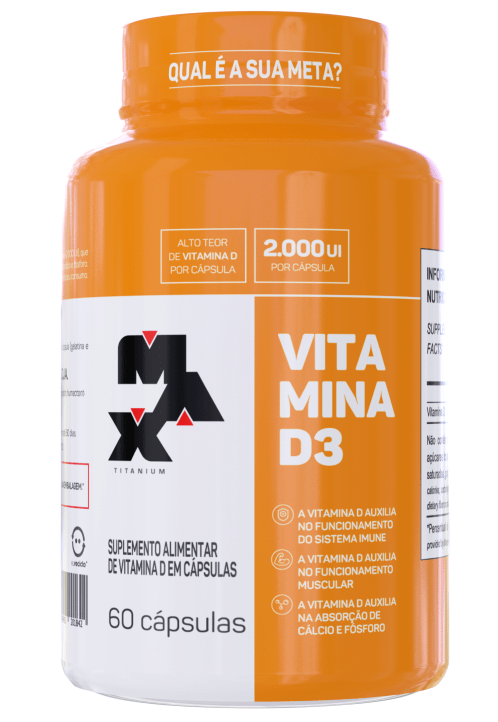 QUAL É A SUA META?
ALTO TEOR
DE VITAMINA D
POR CÁPSULA
2.000 UI
POR CÁPSULA
MAX
TITANIUM
VITA
MINA
D3
A VITAMINA D AUXILIA
NO FUNCIONAMENTO
DO SISTEMA IMUNE
A VITAMINA D AUXILIA
NO FUNCIONAMENTO
MUSCULAR
A VITAMINA D AUXILIA
NA ABSORÇÃO DE
CÁLCIO E FÓSFORO
SUPLEMENTO ALIMENTAR
DE VITAMINA D EM CÁPSULAS
60 cápsulas